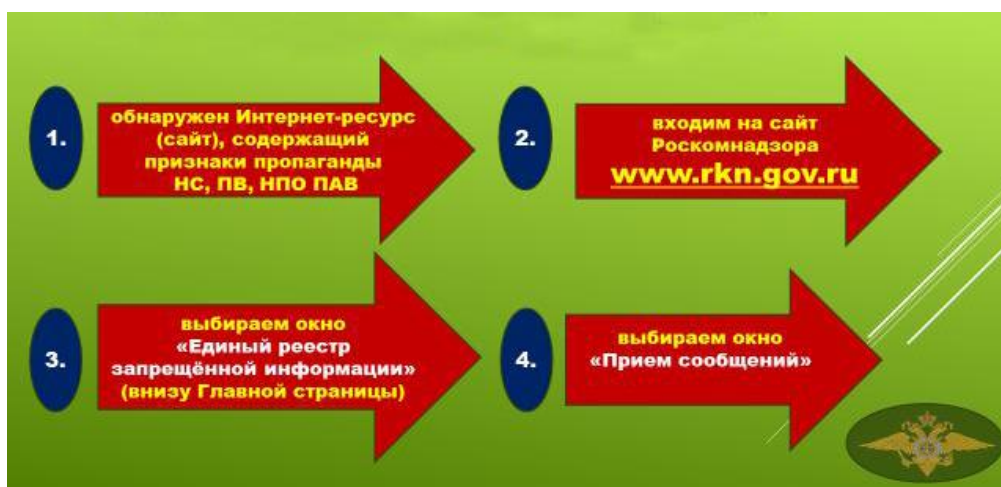 1.
обнаружен Интернет-ресурс
(сайт), содержащий
признаки пропаганды
НС, ПВ, НПО ПАВ
2.
входим на сайт
Роскомнадзора
www.rkn.gov.ru
3.
выбираем окно
«Единый реестр
запрещённой информации»
(внизу Главной страницы)
4.
выбираем окно
«Прием сообщений»